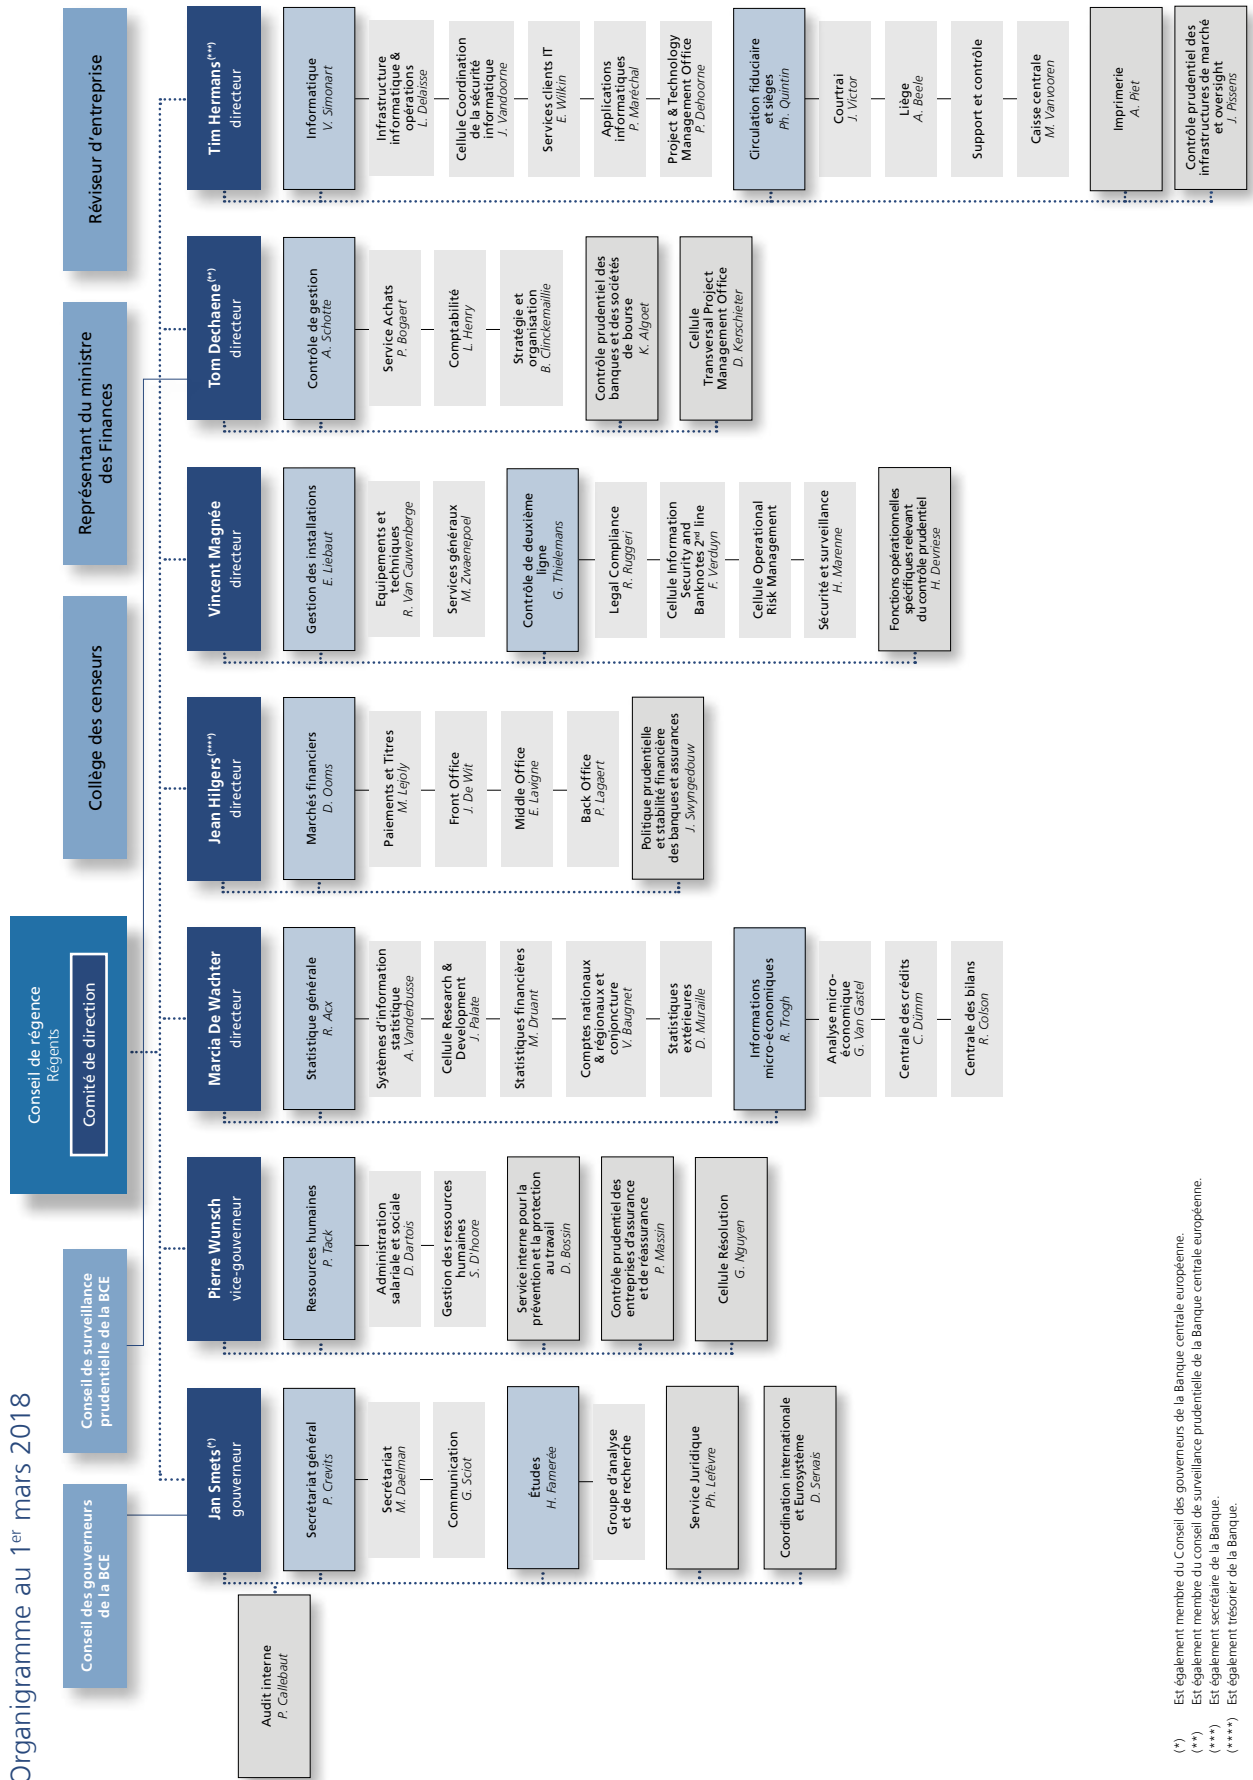 Organigramme au 1er mars 2018
Conseil des gouverneurs
de la BCE
Conseil de surveillance
prudentielle de la BCE
Conseil de régence
Régents
Comité de direction
Collège des censeurs
Représentant du ministre
des Finances
Réviseur d'entreprise
Audit interne
P. Callebaut
Jan Smets(*)
gouverneur
Secrétariat général
P. Crevits
Secrétariat
M. Daelman
Communication
G. Sciot
Études
H. Famerée
Groupe d'analyse
et de recherche
Service Juridique
Ph. Lefèvre
Coordination internationale
et Eurosystème
D. Servais
Pierre Wunsch
vice-gouverneur
Ressources humaines
P. Tack
Administration
salariale et sociale
D. Dartois
Gestion des ressources
humaines
S. D'hoore
Service interne pour la
prévention et la protection
au travail
D. Bossin
Contrôle prudentiel des
entreprises d'assurance
et de réassurance
P. Massin
Cellule Résolution
G. Nguyen
Marcia De Wachter
directeur
Statistique générale
R. Acx
Systèmes d'information
statistique
A. Vanderbusse
Cellule Research &
Development
J. Palate
Statistiques financières
M. Druant
Comptes nationaux
& régionaux et
conjoncture
V. Baugnet
Statistiques
extérieures
D. Muraille
Informations
micro-économiques
R. Trogh
Analyse micro-
économique
G. Van Gastel
Centrale des crédits
C. Dümm
Centrale des bilans
R. Colson
Jean Hilgers(****)
directeur
Marchés financiers
D. Ooms
Paiements et Titres
M. Lejoly
Front Office
J. De Wit
Middle Office
E. Lavigne
Back Office
P. Lagaert
Politique prudentielle
et stabilité financière
des banques et assurances
J. Swyngedouw
Vincent Magnée
directeur
Gestion des installations
E. Liebaut
Equipements et
techniques
R. Van Cauwenberge
Services généraux
M. Zwaenepoel
Contrôle de deuxième
ligne
G. Thielemans
Legal Compliance
R. Ruggeri
Cellule Information
Security and
Banknotes 2nd line
F. Verduyn
Cellule Operational
Risk Management
Sécurité et surveillance
H. Marenne
Fonctions opérationnelles
spécifiques relevant
du contrôle prudentiel
H. Devriese
Tom Dechaene(**)
directeur
Contrôle de gestion
A. Schotte
Service Achats
P. Bogaert
Comptabilité
L. Henry
Stratégie et
organisation
B. Clinckemaillie
Contrôle prudentiel des
banques et des sociétés
de bourse
K. Algoet
Cellule
Transversal Project
Management Office
D. Kerschieter
Tim Hermans(***)
directeur
Informatique
V. Simonart
Infrastructure
informatique &
opérations
L. Delaisse
Cellule Coordination
de la sécurité
informatique
J. Vandoorne
Services clients IT
E. Wilkin
Applications
informatiques
P. Maréchal
Project & Technology
Management Office
P. Dehoorne
Circulation fiduciaire
et sièges
Ph. Quintin
Courtrai
J. Victor
Liège
A. Beele
Support et contrôle
Caisse centrale
M. Vanvooren
Imprimerie
A. Piet
Contrôle prudentiel des
infrastructures de marché
et oversight
J. Pissens
(*) Est également membre du Conseil des gouverneurs de la Banque centrale européenne.
(**) Est également membre du conseil de surveillance prudentielle de la Banque centrale européenne.
(***) Est également secrétaire de la Banque.
(****) Est également trésorier de la Banque.